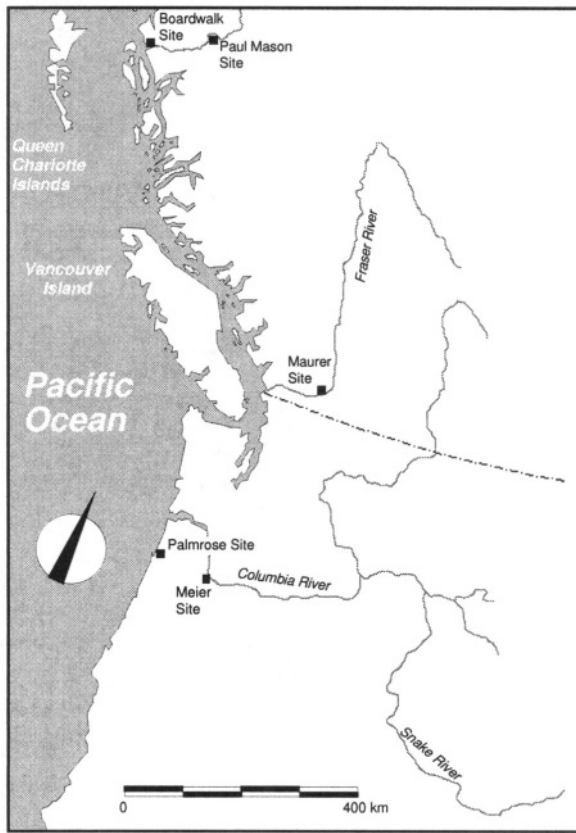 Boardwalk
Site
Paul Mason
Site
Queen
Charlotte
Islands
Vancouver
Island
Fraser River
Maurer
Site
Pacific
Ocean
Palmrose Site
Meier
Site
Columbia River
Snake River
0
400 km